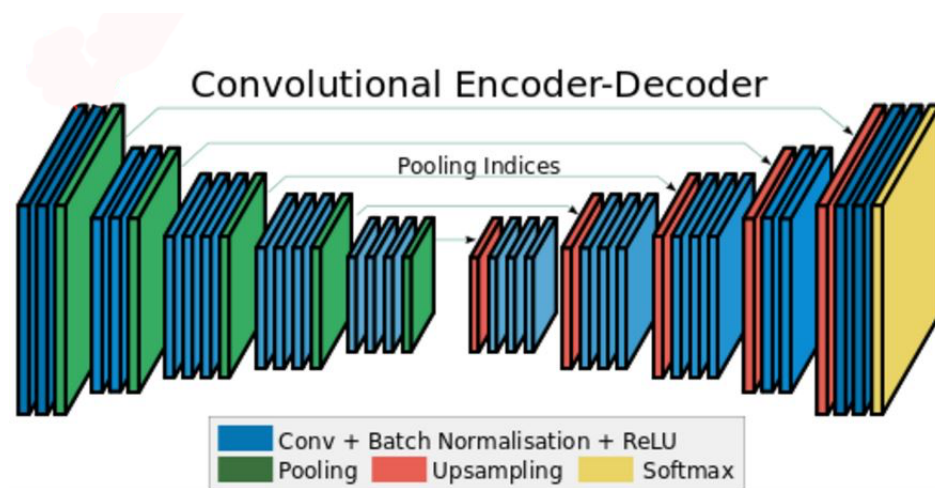 Convolutional Encoder-Decoder
Pooling Indices
Conv + Batch Normalisation + ReLU
Pooling Upsampling Softmax